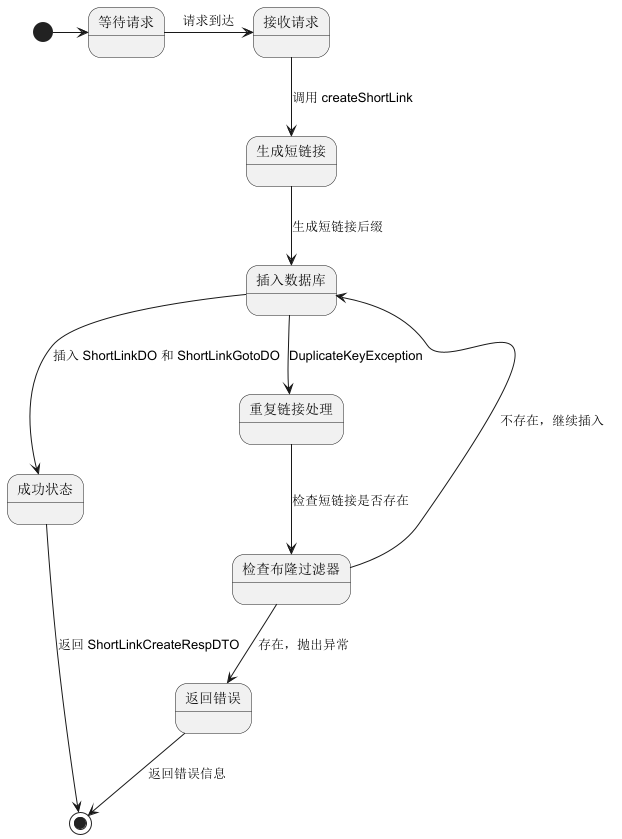 等待请求
请求到达
接收请求
调用 createShortLink
生成短链接
生成短链接后缀
插入数据库
插入 ShortLinkDO 和 ShortLinkGotoDO
DuplicateKeyException
重复链接处理
不存在，继续插入
成功状态
检查短链接是否存在
检查布隆过滤器
返回 ShortLinkCreateRespDTO
存在，抛出异常
返回错误
返回错误信息